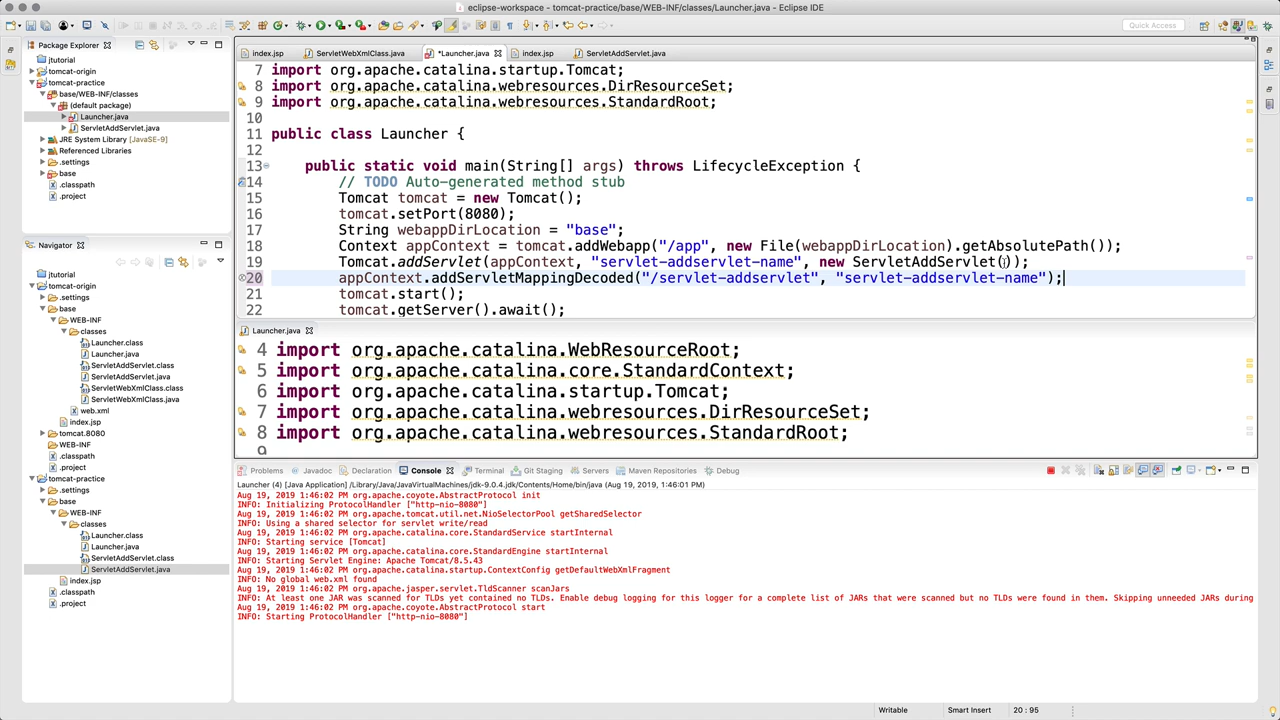 eclipse-workspace - tomcat-practice/base/WEB-INF/classes/Launcher.java - Eclipse IDE
Quick Access
Package Explorer
jtutorial
tomcat-origin
tomcat-practice
base/WEB-INF/classes
(default package)
Launcher.java
ServletAddServlet.java
JRE System Library [JavaSE-9]
Referenced Libraries
.settings
base
.classpath
.project
Navigator
jtutorial
tomcat-origin
.settings
base
WEB-INF
classes
Launcher.class
Launcher.java
ServletAddServlet.class
ServletAddServlet.java
ServletWebXmlClass.class
ServletWebXmlClass.java
web.xml
index.jsp
tomcat.8080
WEB-INF
.classpath
.project
tomcat-practice
.settings
base
WEB-INF
classes
Launcher.class
Launcher.java
ServletAddServlet.class
ServletAddServlet.java
index.jsp
.classpath
.project
index.jsp ServletWebXmlClass.java *Launcher.java index.jsp ServletAddServlet.java
7 import org.apache.catalina.startup.Tomcat;
8 import org.apache.catalina.webresources.DirResourceSet;
9 import org.apache.catalina.webresources.StandardRoot;
10
11 public class Launcher {
12
13 public static void main(String[] args) throws LifecycleException {
14 // TODO Auto-generated method stub
15 Tomcat tomcat = new Tomcat();
16 tomcat.setPort(8080);
17 String webappDirLocation = "base";
18 Context appContext = tomcat.addWebapp("/app", new File(webappDirLocation).getAbsolutePath());
19 Tomcat.addServlet(appContext, "servlet-addservlet-name", new ServletAddServlet());
20 appContext.addServletMappingDecoded("/servlet-addservlet", "servlet-addservlet-name");
21 tomcat.start();
22 tomcat.getServer().await();
Launcher.java
4 import org.apache.catalina.WebResourceRoot;
5 import org.apache.catalina.core.StandardContext;
6 import org.apache.catalina.startup.Tomcat;
7 import org.apache.catalina.webresources.DirResourceSet;
8 import org.apache.catalina.webresources.StandardRoot;
9
Problems Javadoc Declaration Console Terminal Git Staging Servers Maven Repositories Debug
Launcher (4) [Java Application] /Library/Java/JavaVirtualMachines/jdk-9.0.4.jdk/Contents/Home/bin/java (Aug 19, 2019, 1:46:01 PM)
Aug 19, 2019 1:46:02 PM org.apache.coyote.AbstractProtocol init
INFO: Initializing ProtocolHandler ["http-nio-8080"]
Aug 19, 2019 1:46:02 PM org.apache.tomcat.util.net.NioSelectorPool getSharedSelector
INFO: Using a shared selector for servlet write/read
Aug 19, 2019 1:46:02 PM org.apache.catalina.core.StandardService startInternal
INFO: Starting service [Tomcat]
Aug 19, 2019 1:46:02 PM org.apache.catalina.core.StandardEngine startInternal
INFO: Starting Servlet Engine: Apache Tomcat/8.5.43
Aug 19, 2019 1:46:02 PM org.apache.catalina.startup.ContextConfig getDefaultWebXmlFragment
INFO: No global web.xml found
Aug 19, 2019 1:46:02 PM org.apache.jasper.servlet.TldScanner scanJars
INFO: At least one JAR was scanned for TLDs yet contained no TLDs. Enable debug logging for this logger for a complete list of JARs that were scanned but no TLDs were found in them. Skipping unneeded JARs during
Aug 19, 2019 1:46:02 PM org.apache.coyote.AbstractProtocol start
INFO: Starting ProtocolHandler ["http-nio-8080"]
Writable Smart Insert 20 : 95